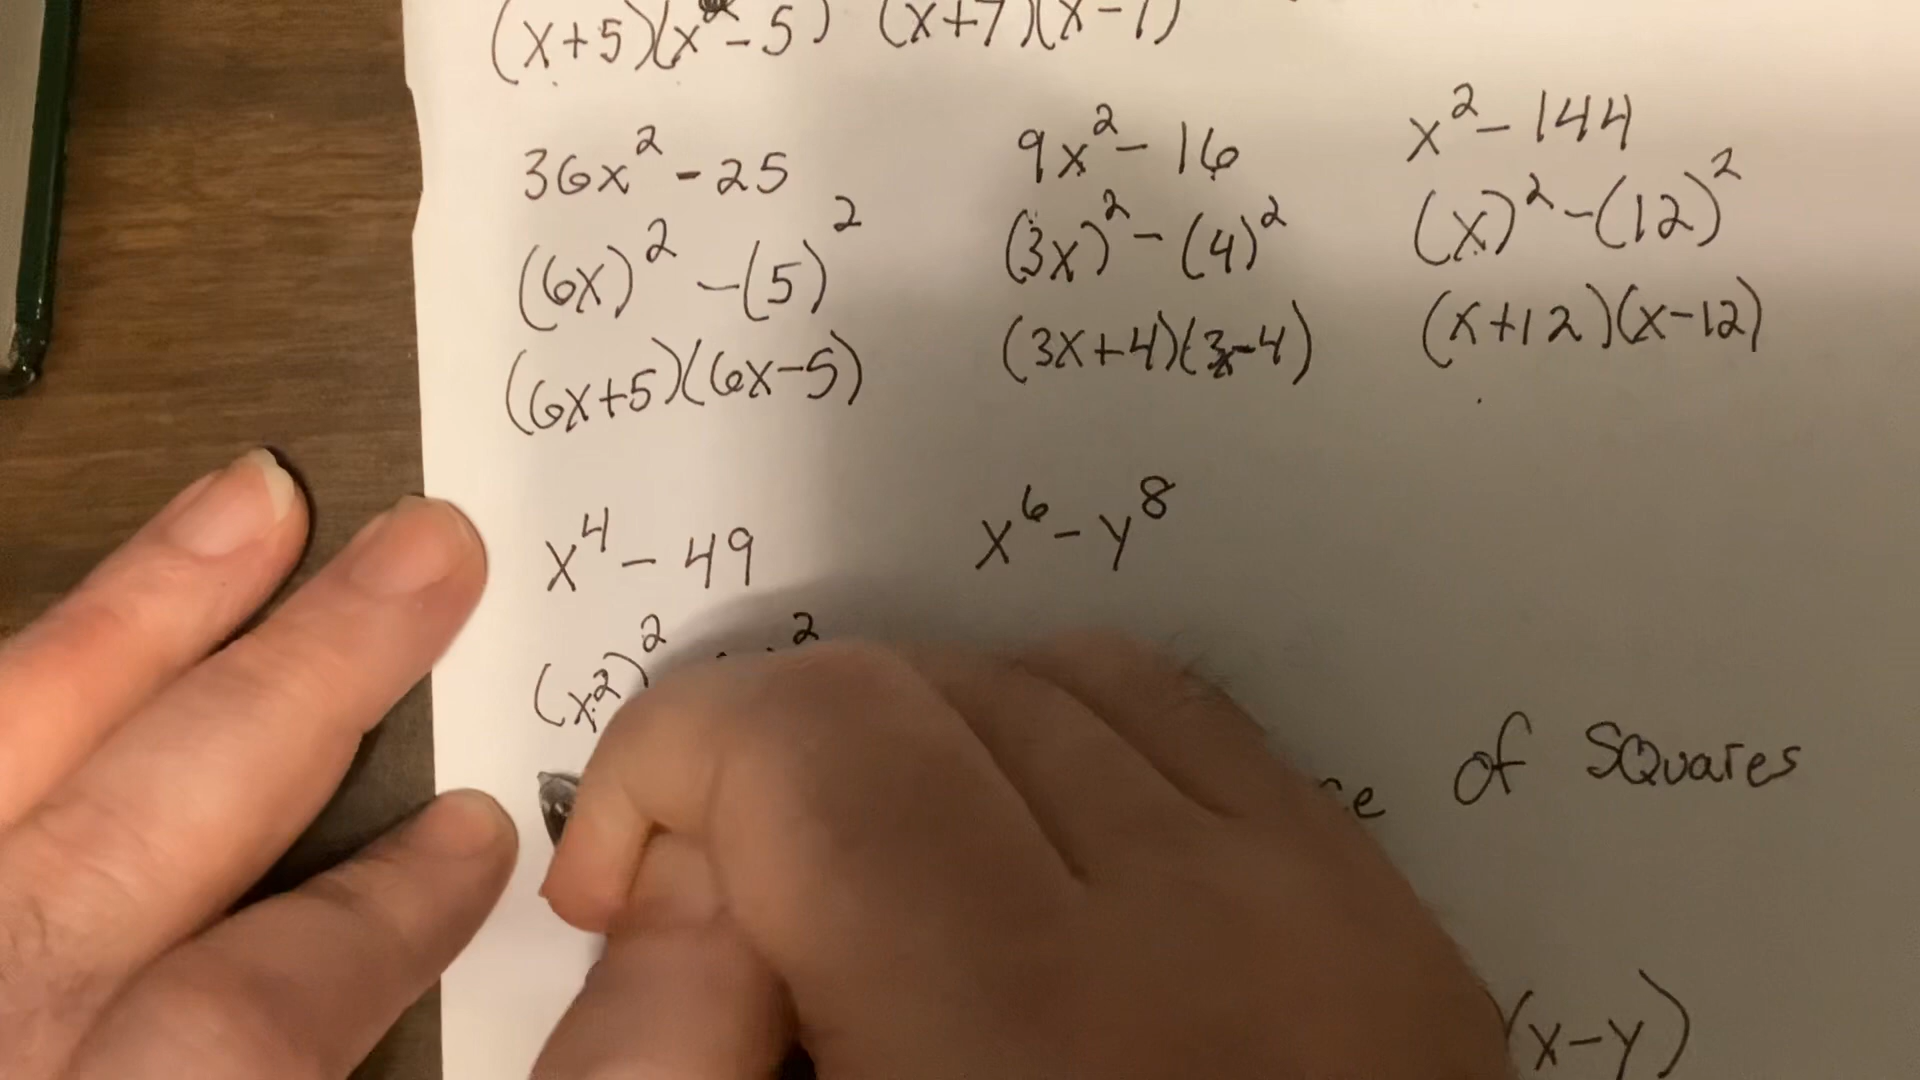 (x+5)(x-5) (x+7)(x-7)
36x² - 25
(6x)² - (5)²
(6x+5)(6x-5)
9x² - 16
(3x)² - (4)²
(3x+4)(3x-4)
x² - 144
(x)² - (12)²
(x+12)(x-12)
x⁴ - 49
(x²)² ²
x⁶ - y⁸
of SQuares
(x-y)